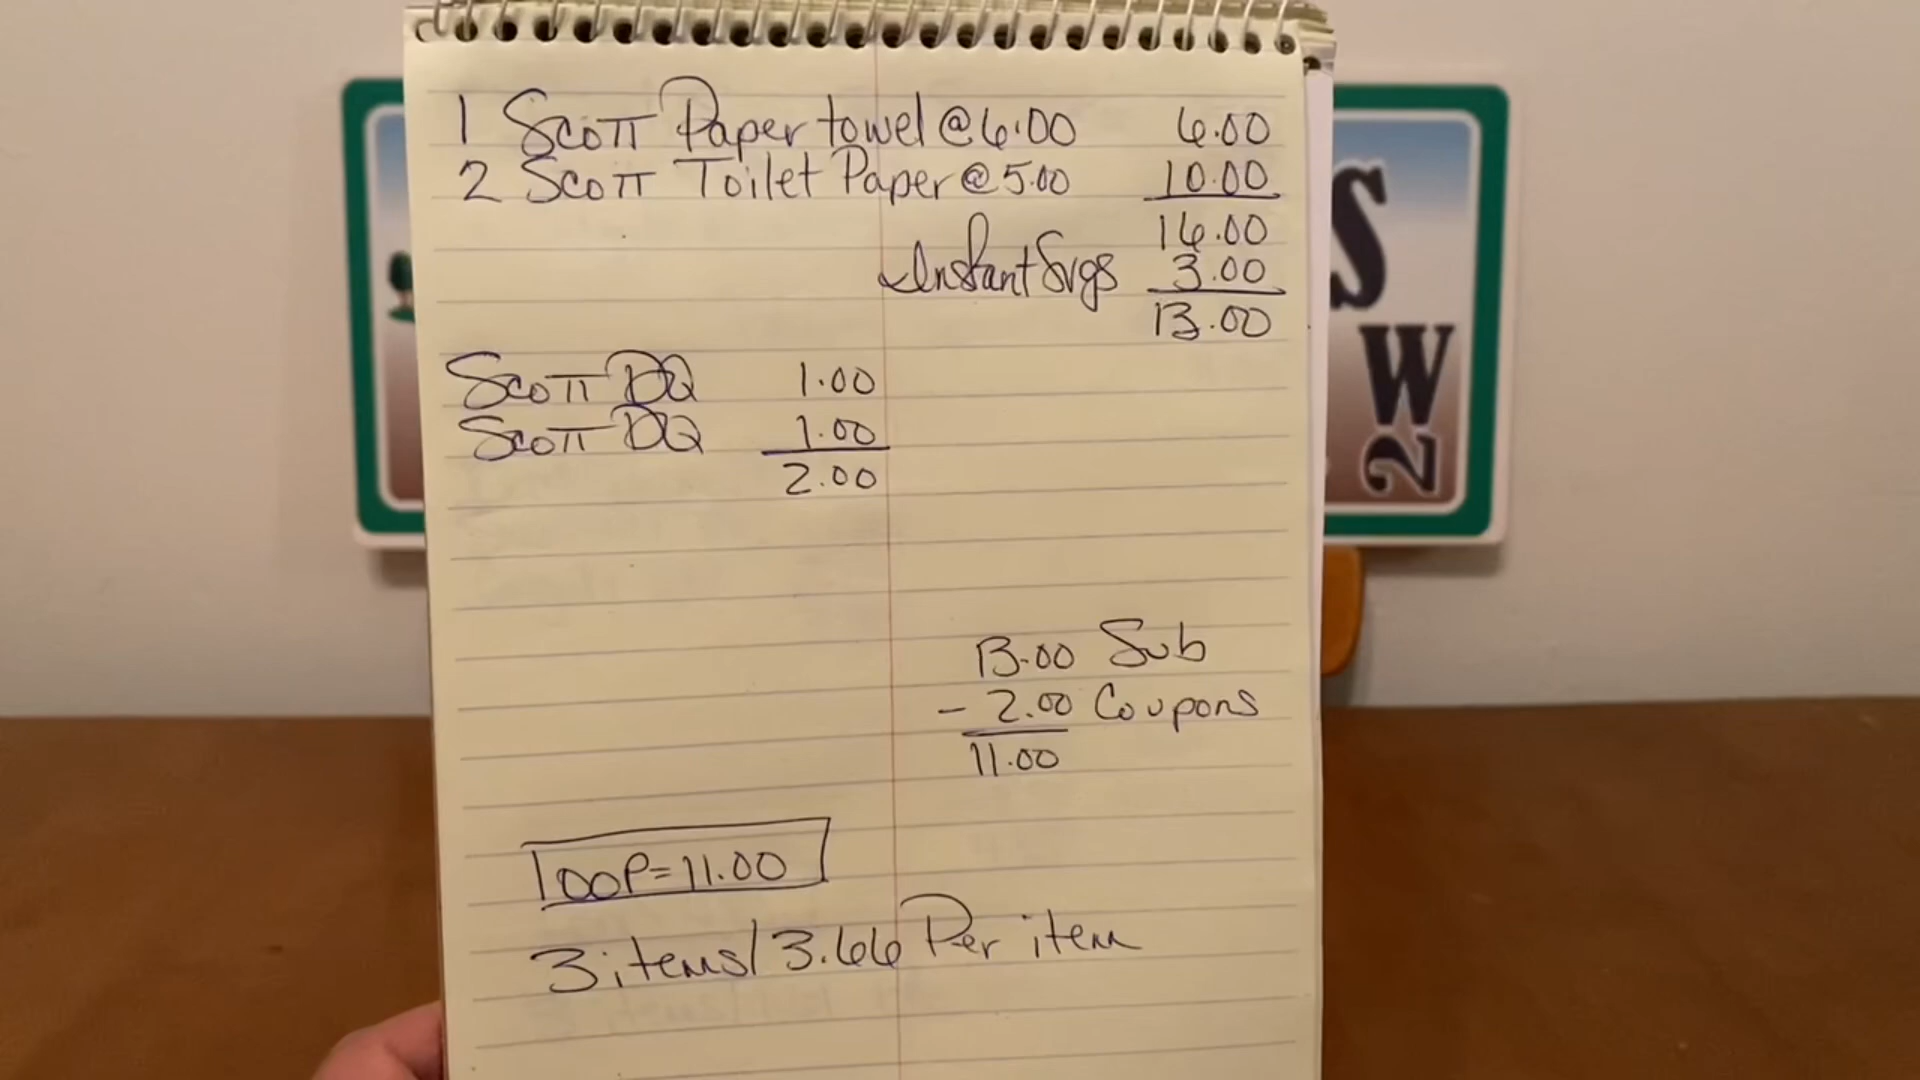 1 Scott Paper towel @ 6.00 6.00
2 Scott Toilet Paper @ 5.00 10.00
16.00
Instant Svgs 3.00
13.00
Scott DQ 1.00
Scott DQ 1.00
2.00
13.00 Sub
- 2.00 Coupons
11.00
OOP = 11.00
3 items / 3.66 Per item
S
W
2